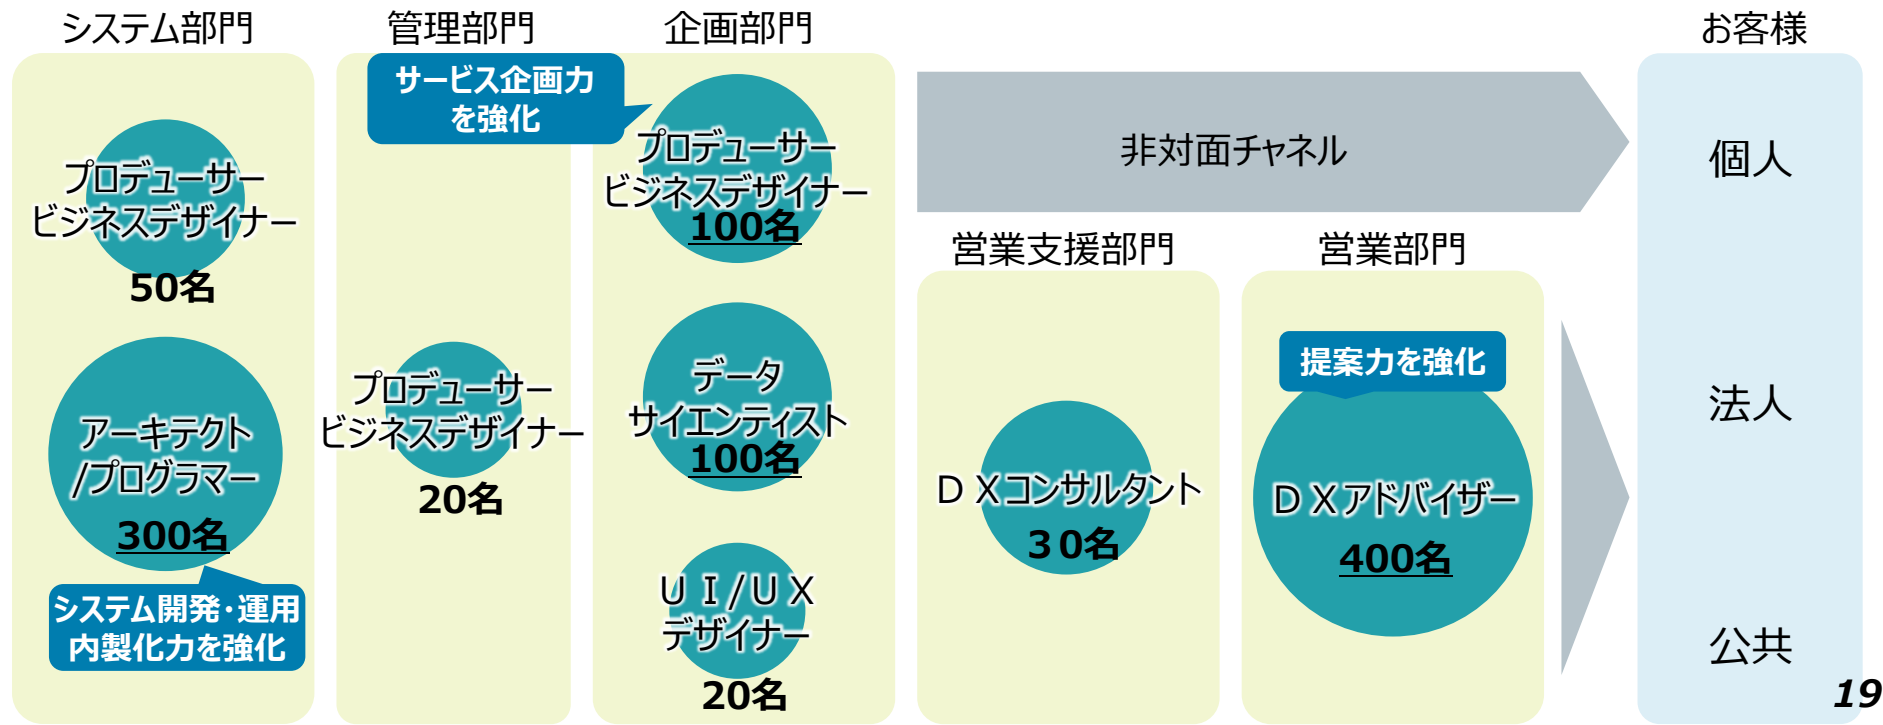 システム部門
プロデューサー
ビジネスデザイナー
50名
アーキテクト
/プログラマー
300名
システム開発・運用
内製化力を強化
管理部門
プロデューサー
ビジネスデザイナー
20名
企画部門
サービス企画力
を強化
プロデューサー
ビジネスデザイナー
100名
データ
サイエンティスト
100名
ＵＩ/ＵＸ
デザイナー
20名
非対面チャネル
営業支援部門
ＤＸコンサルタント
３０名
営業部門
提案力を強化
ＤＸアドバイザー
400名
お客様
個人
法人
公共
19